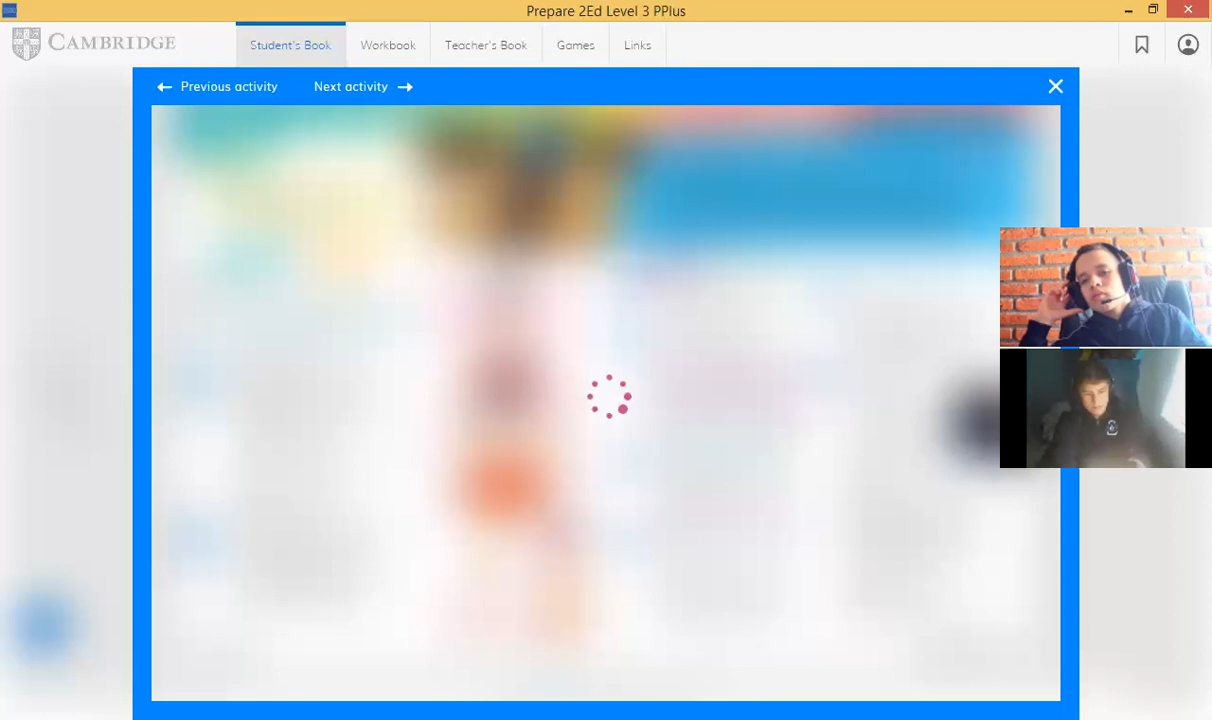 Prepare 2Ed Level 3 PPlus
CAMBRIDGE
Student's Book
Workbook
Teacher's Book
Games
Links
Previous activity
Next activity